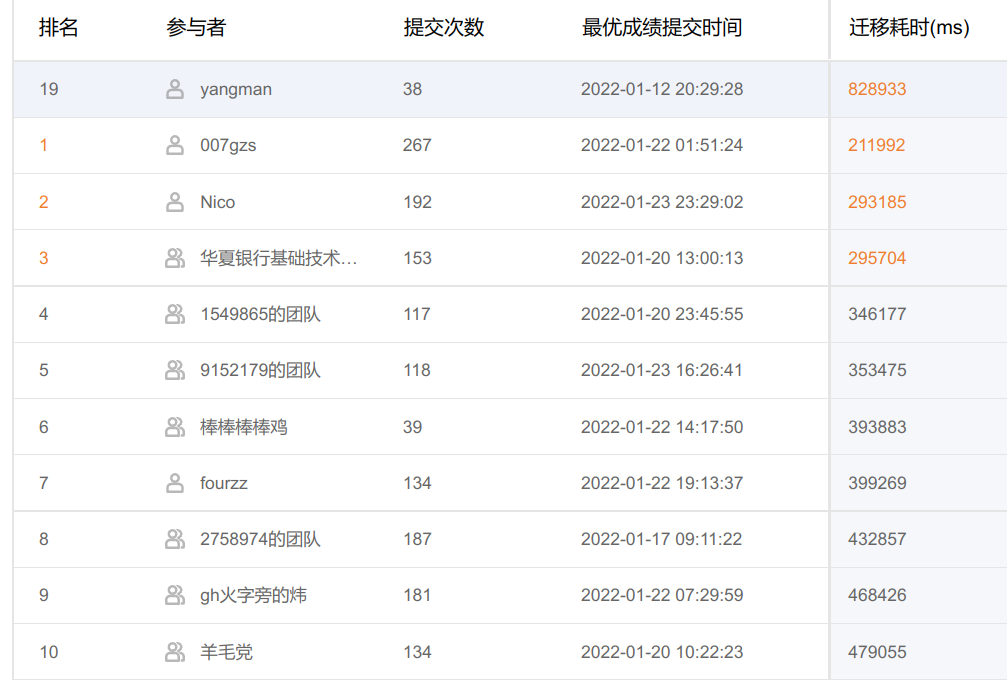 排名 参与者 提交次数 最优成绩提交时间 迁移耗时(ms)
19 yangman 38 2022-01-12 20:29:28 828933
1 007gzs 267 2022-01-22 01:51:24 211992
2 Nico 192 2022-01-23 23:29:02 293185
3 华夏银行基础技术... 153 2022-01-20 13:00:13 295704
4 1549865的团队 117 2022-01-20 23:45:55 346177
5 9152179的团队 118 2022-01-23 16:26:41 353475
6 棒棒棒棒鸡 39 2022-01-22 14:17:50 393883
7 fourzz 134 2022-01-22 19:13:37 399269
8 2758974的团队 187 2022-01-17 09:11:22 432857
9 gh火字旁的炜 181 2022-01-22 07:29:59 468426
10 羊毛党 134 2022-01-20 10:22:23 479055